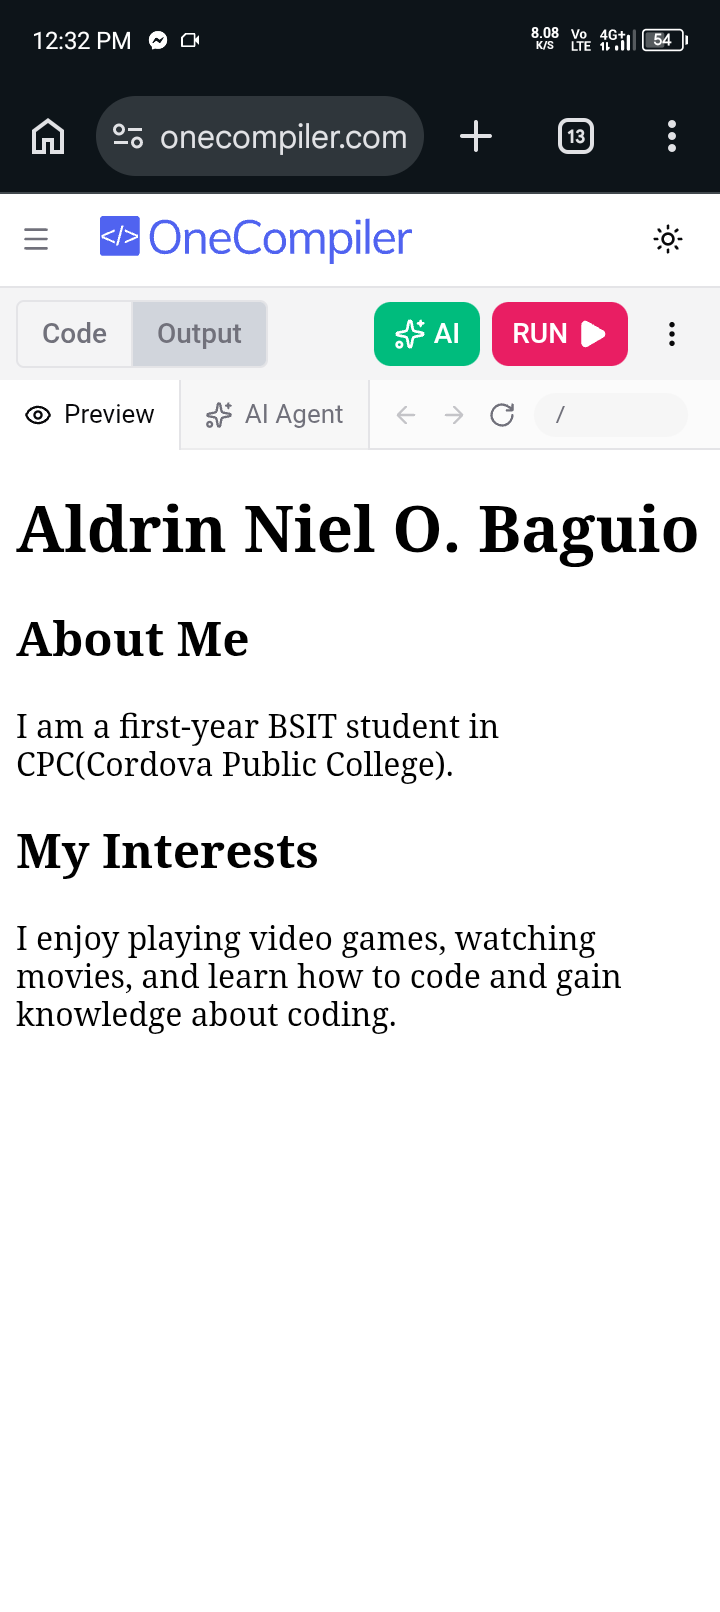 12:32 PM 8.08 K/S Vo LTE 4G+ 54
onecompiler.com 13
</> OneCompiler
Code Output AI RUN
Preview AI Agent /
Aldrin Niel O. Baguio
About Me
I am a first-year BSIT student in
CPC(Cordova Public College).
My Interests
I enjoy playing video games, watching
movies, and learn how to code and gain
knowledge about coding.